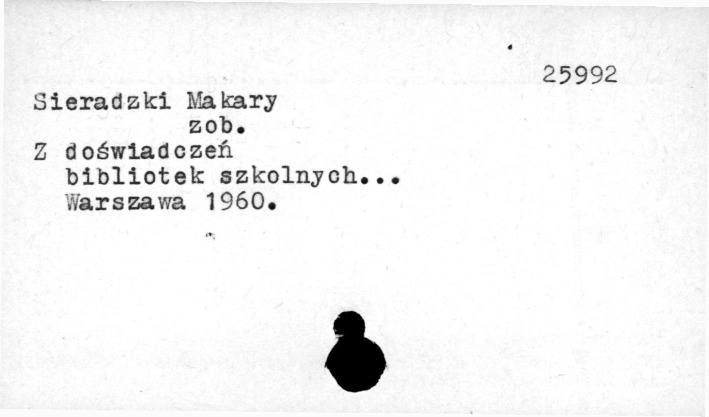 25992
Sieradzki Makary
zob.
Z doświadczeń
bibliotek szkolnych...
Warszawa 1960.